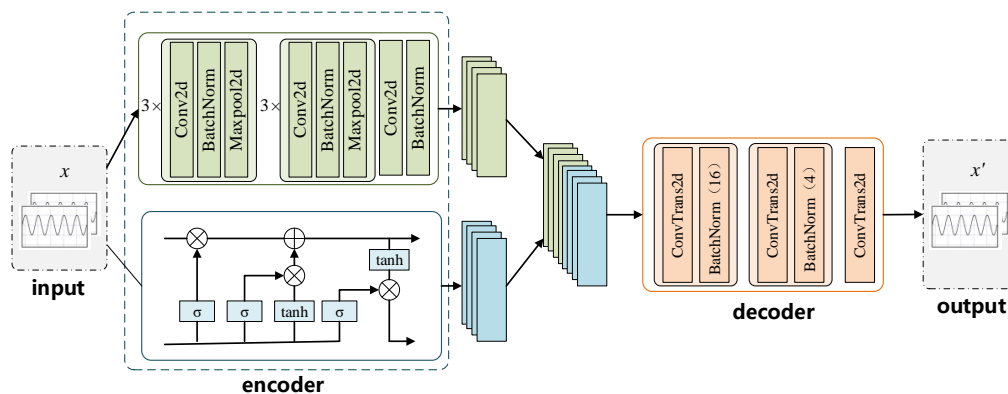 3×
Conv2d
BatchNorm
Maxpool2d
3×
Conv2d
BatchNorm
Maxpool2d
Conv2d
BatchNorm
x
input
tanh
σ
σ
tanh
σ
encoder
ConvTrans2d
BatchNorm（16）
ConvTrans2d
BatchNorm（4）
ConvTrans2d
decoder
x'
output